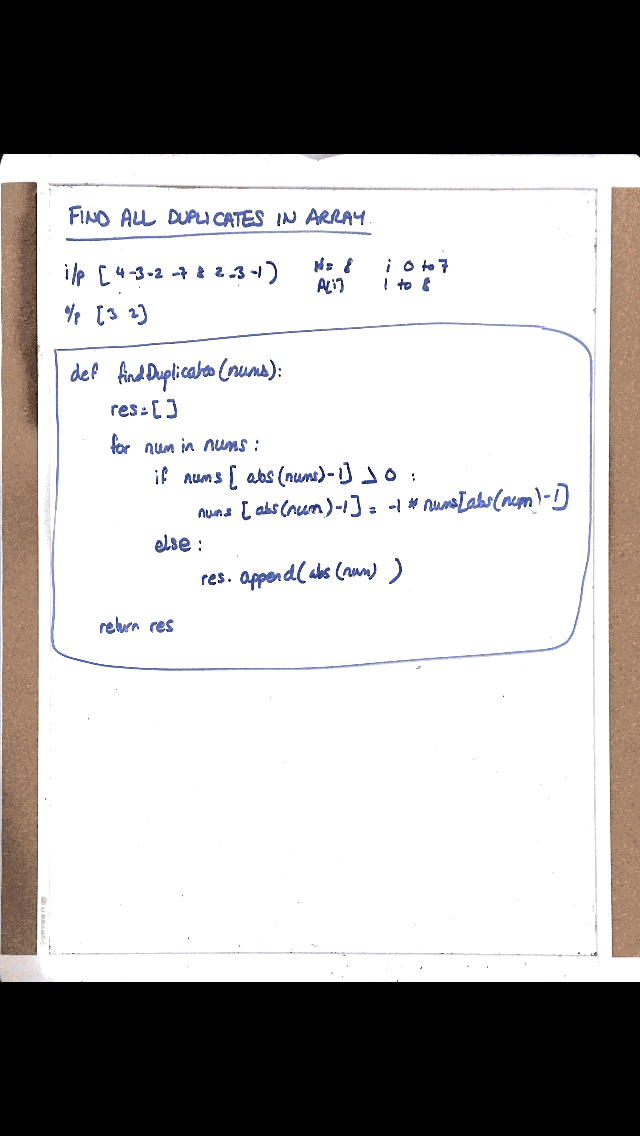 FIND ALL DUPLICATES IN ARRAY
i/p [ 4 -3 -2 -7 8 2 -3 -1 ) N= 8 i 0 to 7
A[i] 1 to 8
o/p [3 2]
def findDuplicates(nums):
res=[]
for num in nums :
if nums [ abs(nums)-1] > 0 :
nums [abs(num)-1] = -1 * nums[abs(num)-1]
else :
res. append(abs(num) )
return res